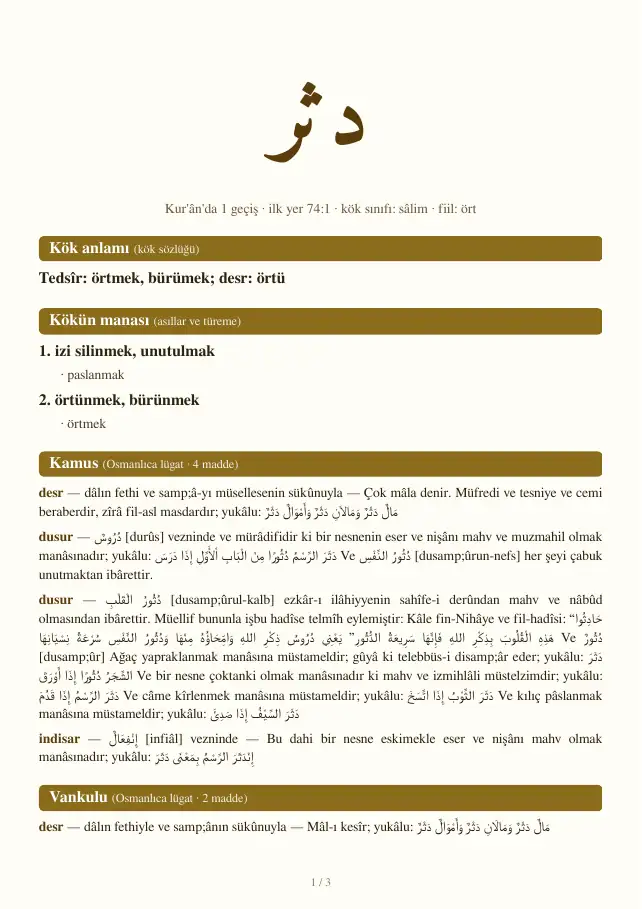 دثر
Kur'ân'da 1 geçiş · ilk yer 74:1 · kök sınıfı: sâlim · fiil: ört
Kök anlamı (kök sözlüğü)
Tedsîr: örtmek, bürümek; desr: örtü
Kökün manası (asıllar ve türeme)
1. izi silinmek, unutulmak
· paslanmak
2. örtünmek, bürünmek
· örtmek
Kamus (Osmanlıca lügat · 4 madde)
desr — dâlın fethi ve samp;â-yı müsellesenin sükûnuyla — Çok mâla denir. Müfredi ve tesniye ve cemi
beraberdir, zîrâ fil-asl masdardır; yukâlu: مَالٌ دَثْرٌ وَمَالَانِ دَثْرٌ وَأَمْوَالٌ دَثْرٌ
dusur — دُرُوسٌ [durûs] vezninde ve mürâdifidir ki bir nesnenin eser ve nişânı mahv ve muzmahil olmak
manâsınadır; yukâlu: دَثَرَ الرَّسْمُ دُثُورًا مِنَ الْبَابِ الْأَوَّلِ إِذَا دَرَسَ Ve دُثُورُ النَّفْسِ [dusamp;ûrun-nefs] her şeyi çabuk
unutmaktan ibârettir.
dusur — دُثُورُ الْقَلْبِ [dusamp;ûrul-kalb] ezkâr-ı ilâhiyyenin sahîfe-i derûndan mahv ve nâbûd
olmasından ibârettir. Müellif bununla işbu hadîse telmîh eylemiştir: Kâle fin-Nihâye ve fil-hadîsi: “حَادِثُوا
هَذِهِ الْقُلُوبَ بِذِكْرِ اللهِ فَإِنَّهَا سَرِيعَةُ الدُّثُورِ” يَعْنِي دُرُوسُ ذِكْرِ اللهِ وَامِّحَاؤُهُ مِنْهَا وَدُثُورُ النَّفْسِ سُرْعَةُ نِسْيَانِهَا Ve دُثُورٌ
[dusamp;ûr] Ağaç yapraklanmak manâsına müstameldir; gûyâ ki telebbüs-i disamp;âr eder; yukâlu: دَثَرَ
الشَّجَرُ دُثُورًا إِذَا أَوْرَقَ Ve bir nesne çoktanki olmak manâsınadır ki mahv ve izmihlâli müstelzimdir; yukâlu:
دَثَرَ الرَّسْمُ إِذَا قَدُمَ Ve câme kîrlenmek manâsına müstameldir; yukâlu: دَثَرَ الثَّوْبُ إِذَا اتَّسَخَ Ve kılıç pâslanmak
manâsına müstameldir; yukâlu: دَثَرَ السَّيْفُ إِذَا صَدِئَ
indisar — إِنْفِعَالٌ [infiâl] vezninde — Bu dahi bir nesne eskimekle eser ve nişânı mahv olmak
manâsınadır; yukâlu: إِنْدَثَرَ الرَّسْمُ بِمَعْنَى دَثَرَ
Vankulu (Osmanlıca lügat · 2 madde)
desr — dâlın fethiyle ve samp;ânın sükûnuyla — Mâl-ı kesîr; yukâlu: مَالٌ دَثْرٌ وَمَالَانِ دَثْرٌ وَأَمْوَالٌ دَثْرٌ
1 / 3